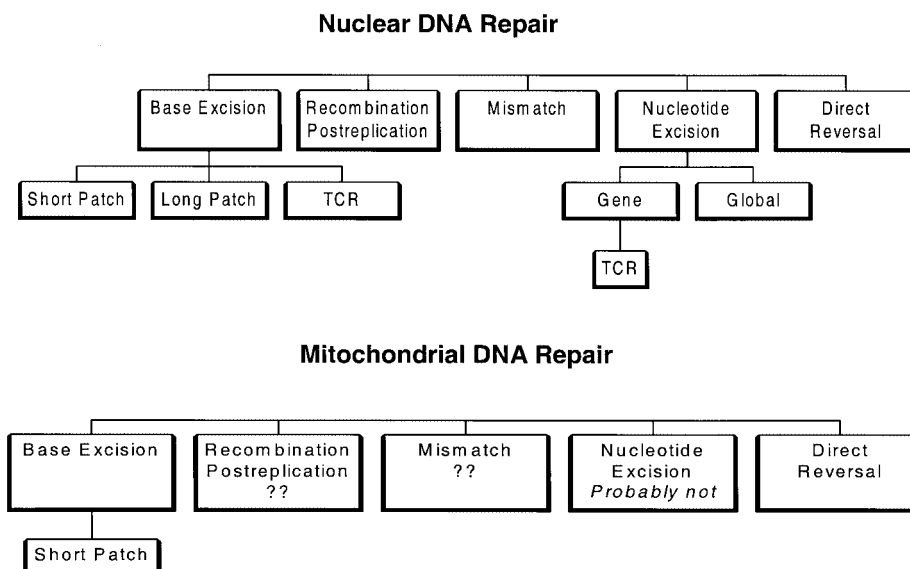 Nuclear DNA Repair
Base Excision
Recombination
Postreplication
Mismatch
Nucleotide
Excision
Direct
Reversal
Short Patch
Long Patch
TCR
Gene
Global
TCR
Mitochondrial DNA Repair
Base Excision
Recombination
Postreplication
??
Mismatch
??
Nucleotide
Excision
Probably not
Direct
Reversal
Short Patch